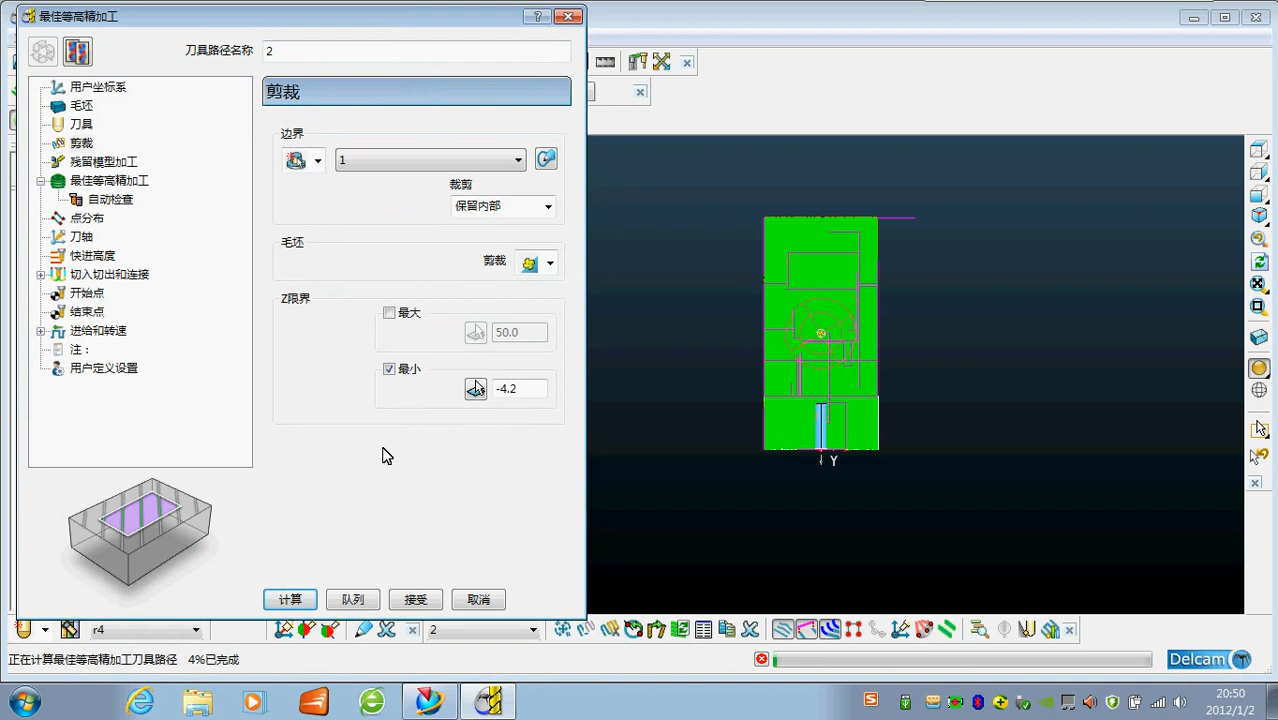 最佳等高精加工
刀具路径名称 2
用户坐标系
毛坯
刀具
剪裁
残留模型加工
最佳等高精加工
自动检查
点分布
刀轴
快进高度
切入切出和连接
开始点
结束点
进给和转速
注：
用户定义设置
剪裁
边界
1
裁剪
保留内部
毛坯
剪裁
Z限界
最大
50.0
最小
-4.2
计算 队列 接受 取消
Y
r4 2
正在计算最佳等高精加工刀具路径 4%已完成
Delcam
20:50
2012/1/2